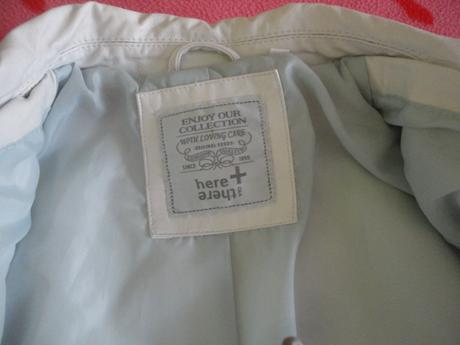 ENJOY OUR
COLLECTION
WITH LOVING CARE
ORIGINAL GOODS
SINCE
here +
there